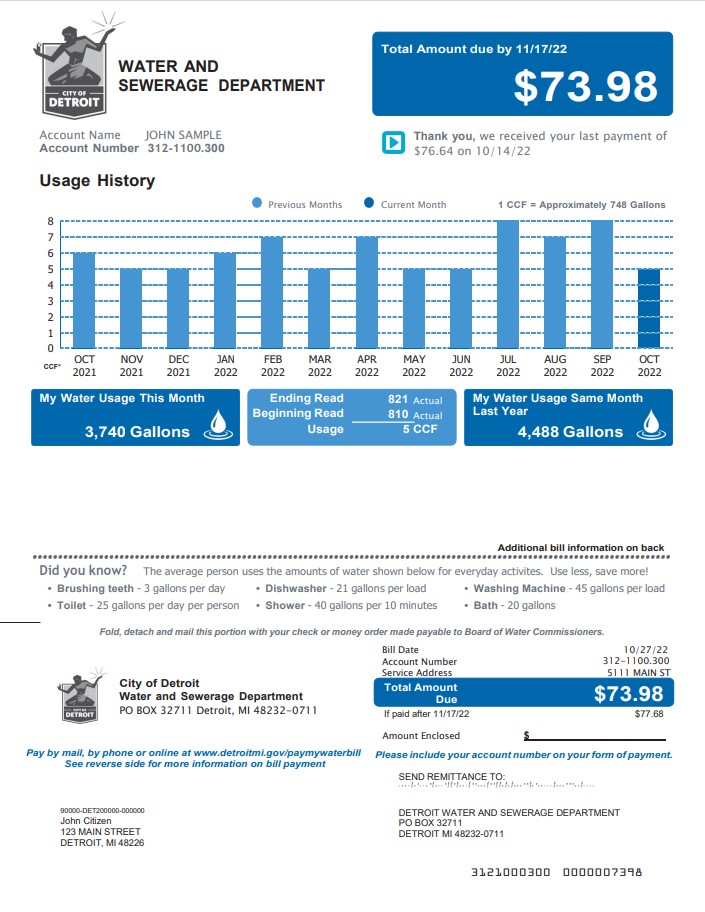 CITY OF
DETROIT
WATER AND
SEWERAGE DEPARTMENT
Total Amount due by 11/17/22
$73.98
Account Name JOHN SAMPLE
Account Number 312-1100.300
Thank you, we received your last payment of
$76.64 on 10/14/22
Usage History
Previous Months Current Month 1 CCF = Approximately 748 Gallons
8
7
6
5
4
3
2
1
0
CCF*
OCT NOV DEC JAN FEB MAR APR MAY JUN JUL AUG SEP OCT
2021 2021 2021 2022 2022 2022 2022 2022 2022 2022 2022 2022 2022
My Water Usage This Month
3,740 Gallons
Ending Read 821 Actual
Beginning Read 810 Actual
Usage 5 CCF
My Water Usage Same Month
Last Year
4,488 Gallons
Additional bill information on back
Did you know? The average person uses the amounts of water shown below for everyday activites. Use less, save more!
• Brushing teeth - 3 gallons per day • Dishwasher - 21 gallons per load • Washing Machine - 45 gallons per load
• Toilet - 25 gallons per day per person • Shower - 40 gallons per 10 minutes • Bath - 20 gallons
Fold, detach and mail this portion with your check or money order made payable to Board of Water Commissioners.
CITY OF
DETROIT
City of Detroit
Water and Sewerage Department
PO BOX 32711 Detroit, MI 48232-0711
Bill Date 10/27/22
Account Number 312-1100.300
Service Address 5111 MAIN ST
Total Amount
Due
$73.98
If paid after 11/17/22 $77.68
Amount Enclosed $
Pay by mail, by phone or online at www.detroitmi.gov/paymywaterbill
See reverse side for more information on bill payment
Please include your account number on your form of payment.
SEND REMITTANCE TO:
90000-DET200000-000000
John Citizen
123 MAIN STREET
DETROIT, MI 48226
DETROIT WATER AND SEWERAGE DEPARTMENT
PO BOX 32711
DETROIT MI 48232-0711
3121000300 0000007398